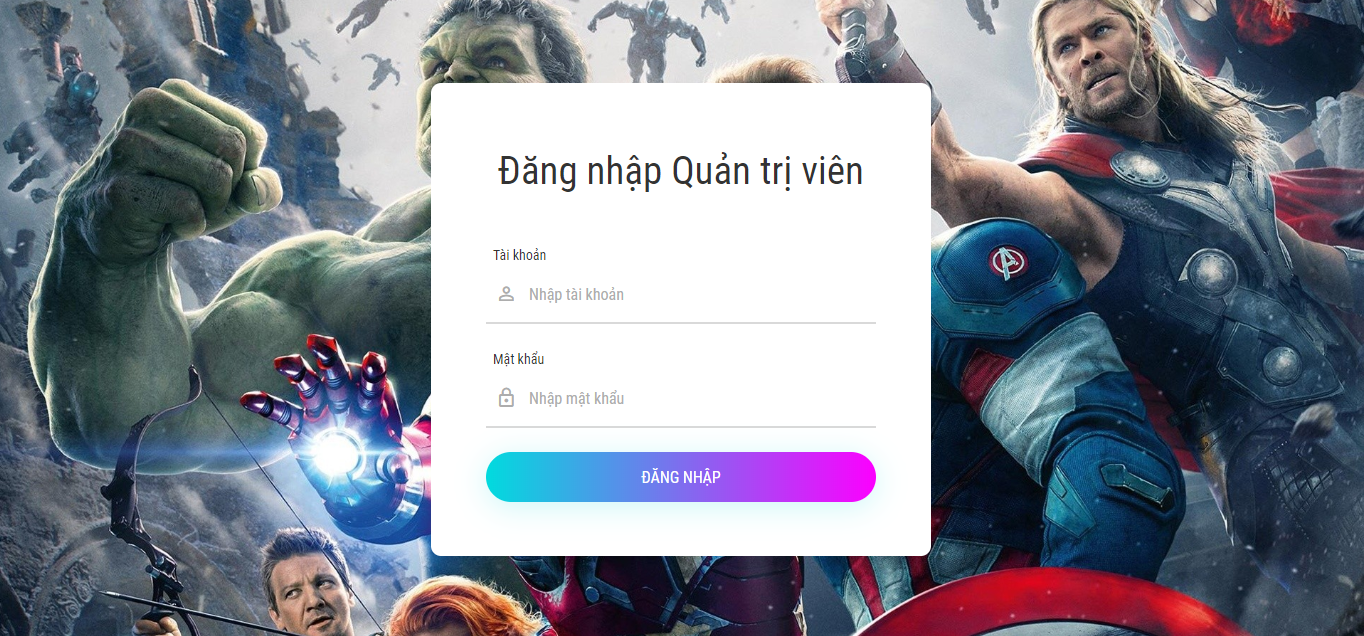 Đăng nhập Quản trị viên
Tài khoản
Nhập tài khoản
Mật khẩu
Nhập mật khẩu
ĐĂNG NHẬP